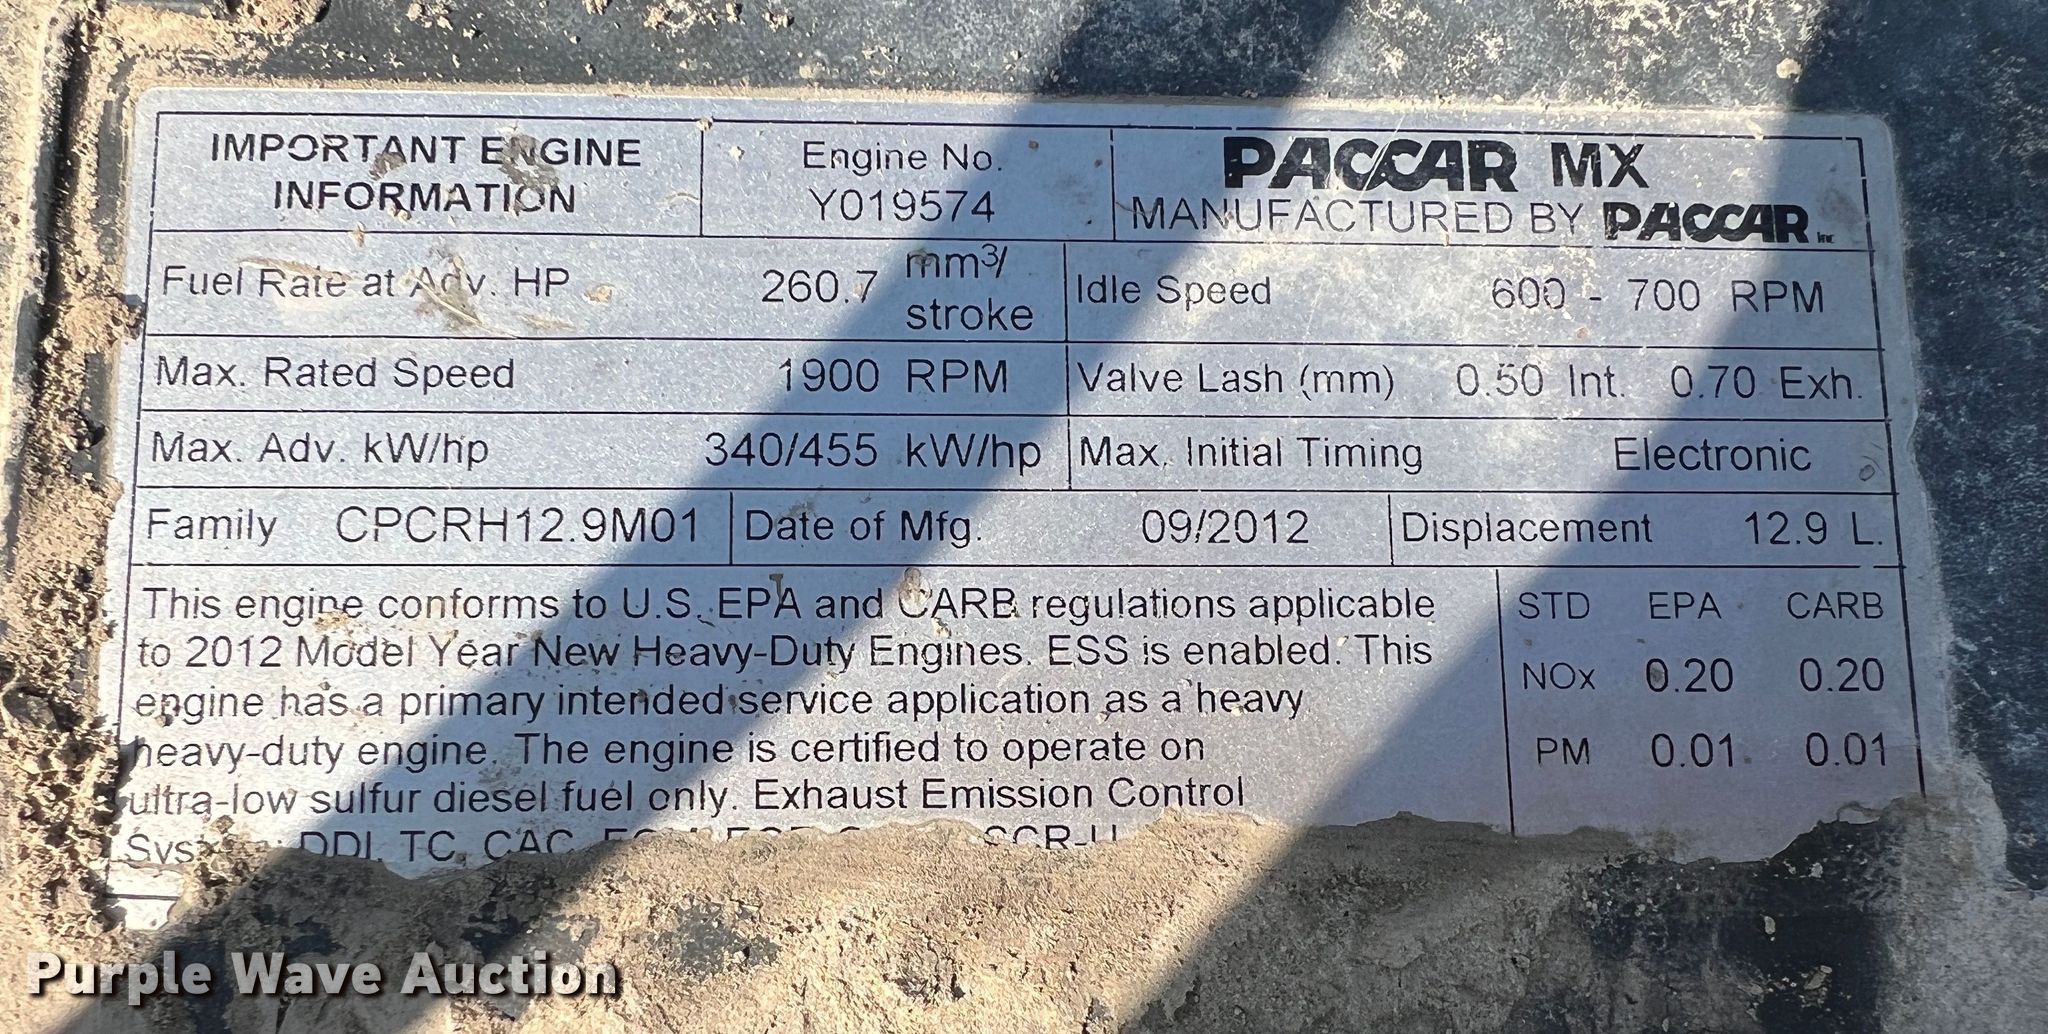 IMPORTANT ENGINE
INFORMATION
Engine No.
Y019574
PACCAR MX
MANUFACTURED BY PACCAR Inc
Fuel Rate at Adv. HP 260.7 mm³/
stroke
Idle Speed 600 - 700 RPM
Max. Rated Speed 1900 RPM
Valve Lash (mm) 0.50 Int. 0.70 Exh.
Max. Adv. kW/hp 340/455 kW/hp
Max. Initial Timing Electronic
Family CPCRH12.9M01
Date of Mfg. 09/2012
Displacement 12.9 L.
This engine conforms to U.S. EPA and CARB regulations applicable
to 2012 Model Year New Heavy-Duty Engines. ESS is enabled. This
engine has a primary intended service application as a heavy
heavy-duty engine. The engine is certified to operate on
ultra-low sulfur diesel fuel only. Exhaust Emission Control
DDI, TC, CAC,
STD EPA CARB
NOx 0.20 0.20
PM 0.01 0.01
Purple Wave Auction